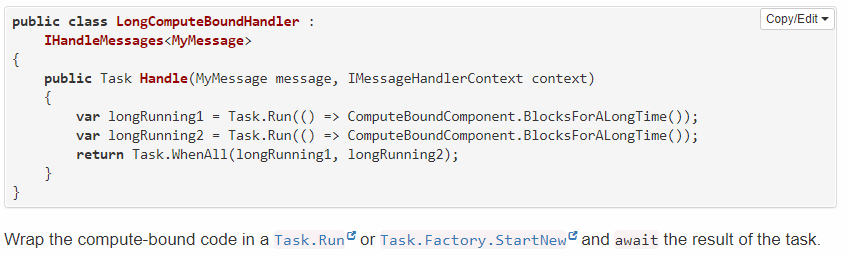 public class LongComputeBoundHandler :
    IHandleMessages<MyMessage>
{
    public Task Handle(MyMessage message, IMessageHandlerContext context)
    {
        var longRunning1 = Task.Run(() => ComputeBoundComponent.BlocksForALongTime());
        var longRunning2 = Task.Run(() => ComputeBoundComponent.BlocksForALongTime());
        return Task.WhenAll(longRunning1, longRunning2);
    }
}
Copy/Edit
Wrap the compute-bound code in a Task.Run or Task.Factory.StartNew and await the result of the task.